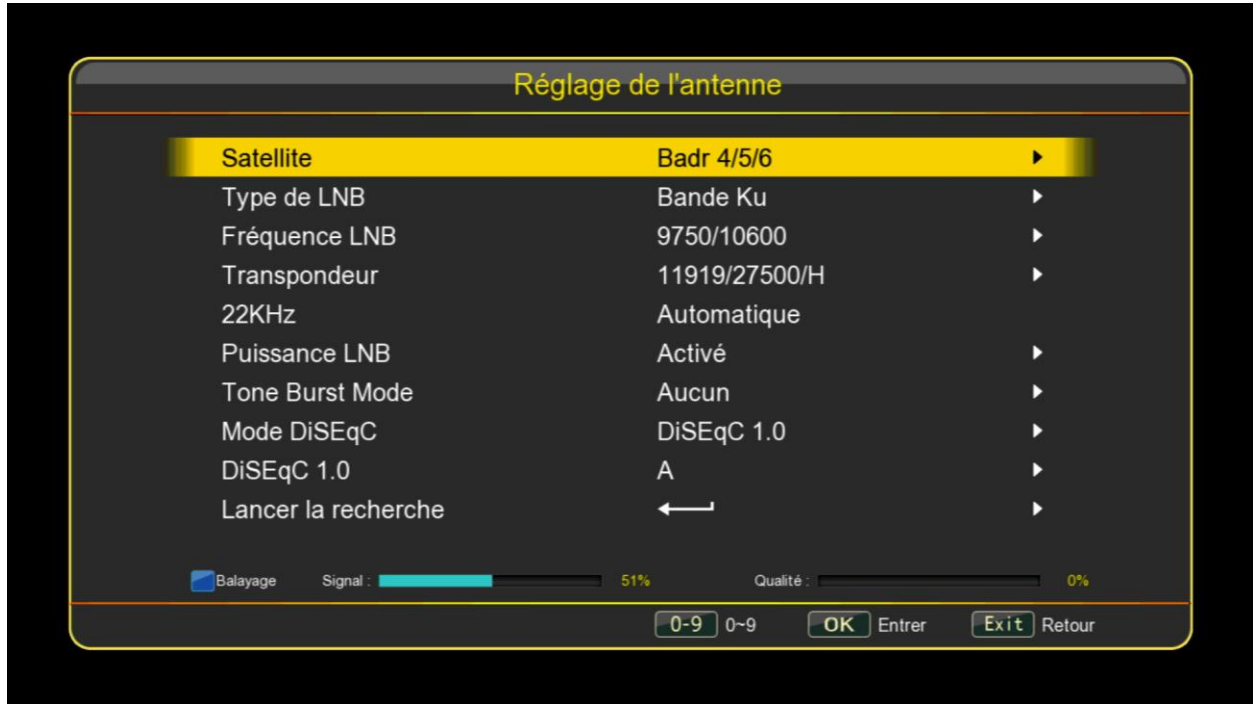 Réglage de l'antenne
Satellite Badr 4/5/6
Type de LNB Bande Ku
Fréquence LNB 9750/10600
Transpondeur 11919/27500/H
22KHz Automatique
Puissance LNB Activé
Tone Burst Mode Aucun
Mode DiSEqC DiSEqC 1.0
DiSEqC 1.0 A
Lancer la recherche
Balayage Signal : 51% Qualité : 0%
0-9 0~9 OK Entrer Exit Retour